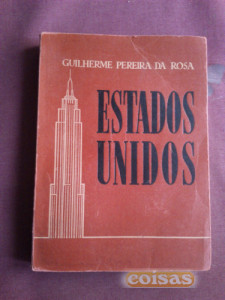 GUILHERME PEREIRA DA ROSA
ESTADOS
UNIDOS
coisas